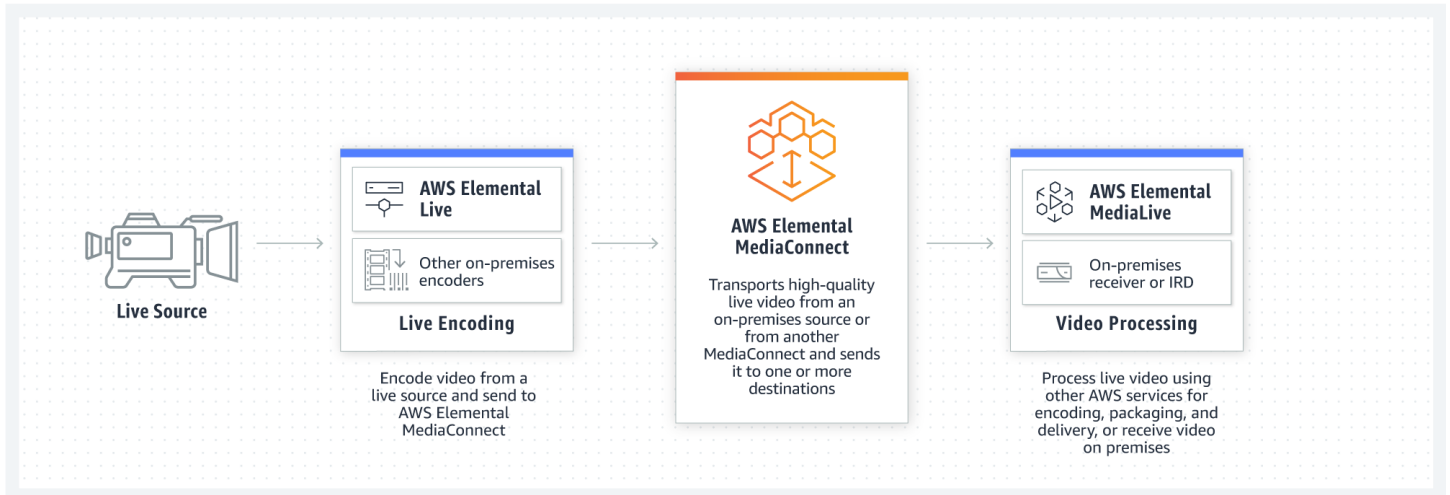 Live Source
AWS Elemental
Live
Other on-premises
encoders
Live Encoding
Encode video from a
live source and send to
AWS Elemental
MediaConnect
AWS Elemental
MediaConnect
Transports high-quality
live video from an
on-premises source or
from another
MediaConnect and sends
it to one or more
destinations
AWS Elemental
MediaLive
On-premises
receiver or IRD
Video Processing
Process live video using
other AWS services for
encoding, packaging, and
delivery, or receive video
on premises